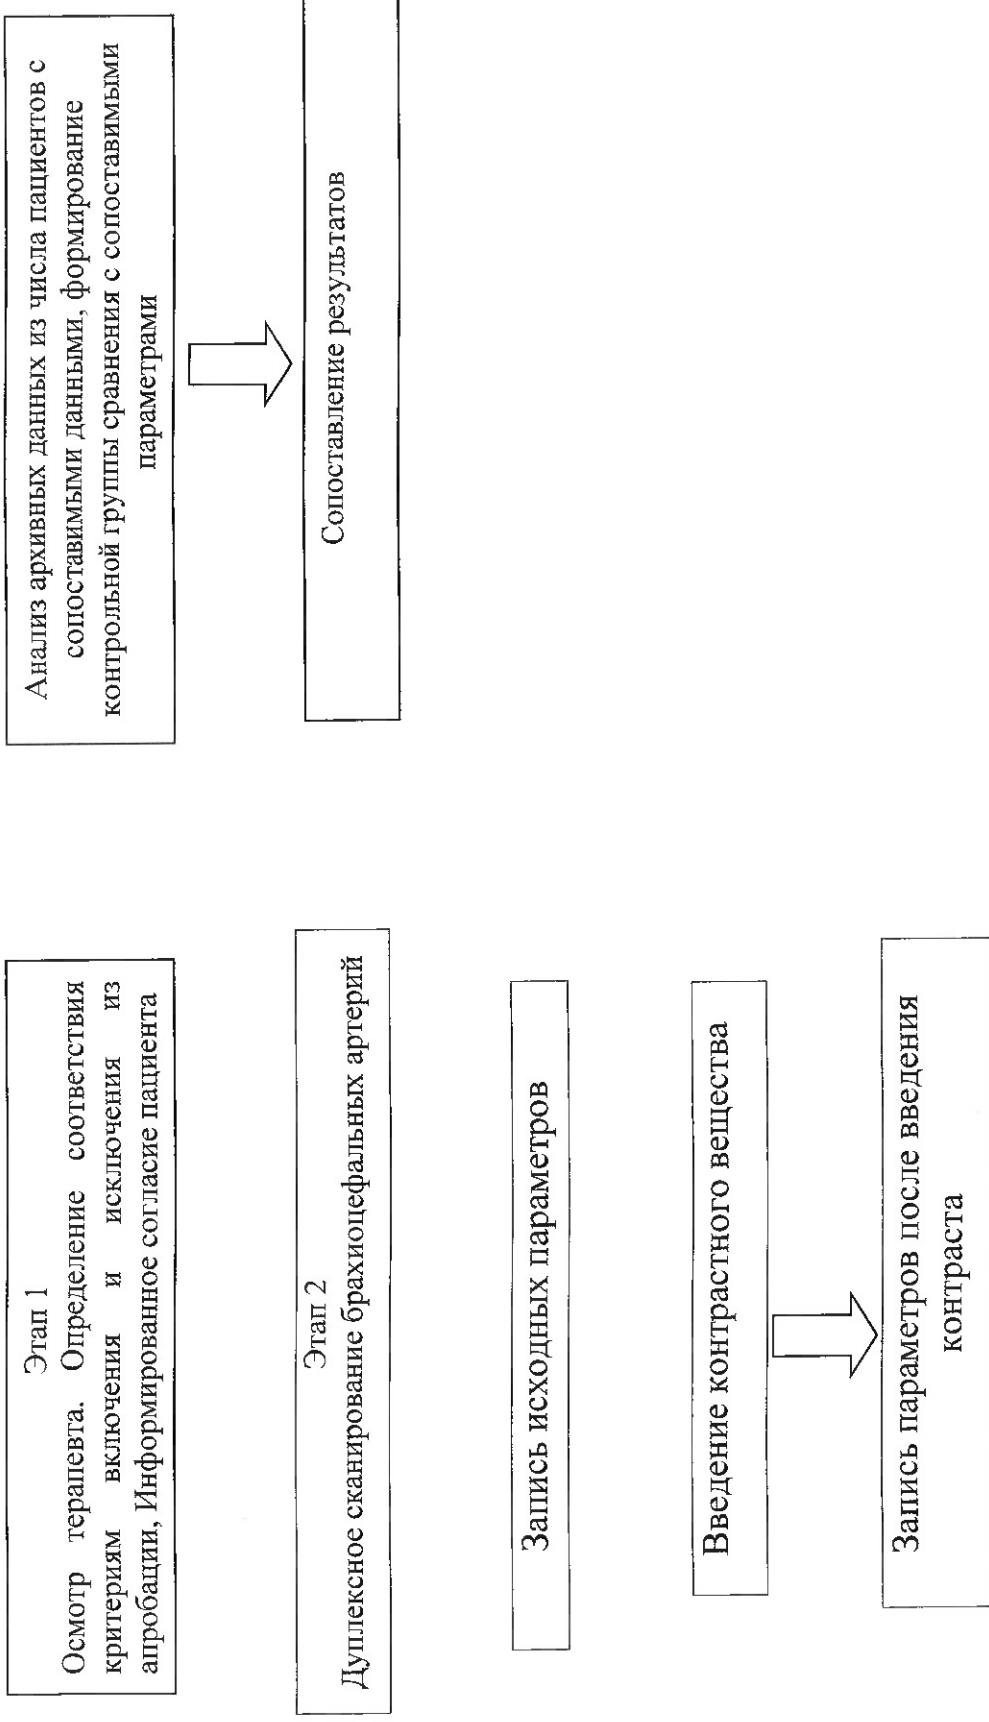 Этап 1
Осмотр терапевта. Определение соответствия
критериям включения и исключения из
апробации, Информированное согласие пациента
Этап 2
Дуплексное сканирование брахиоцефальных артерий
Запись исходных параметров
Введение контрастного вещества
Запись параметров после введения
контраста
Анализ архивных данных из числа пациентов с
сопоставимыми данными, формирование
контрольной группы сравнения с сопоставимыми
параметрами
Сопоставление результатов